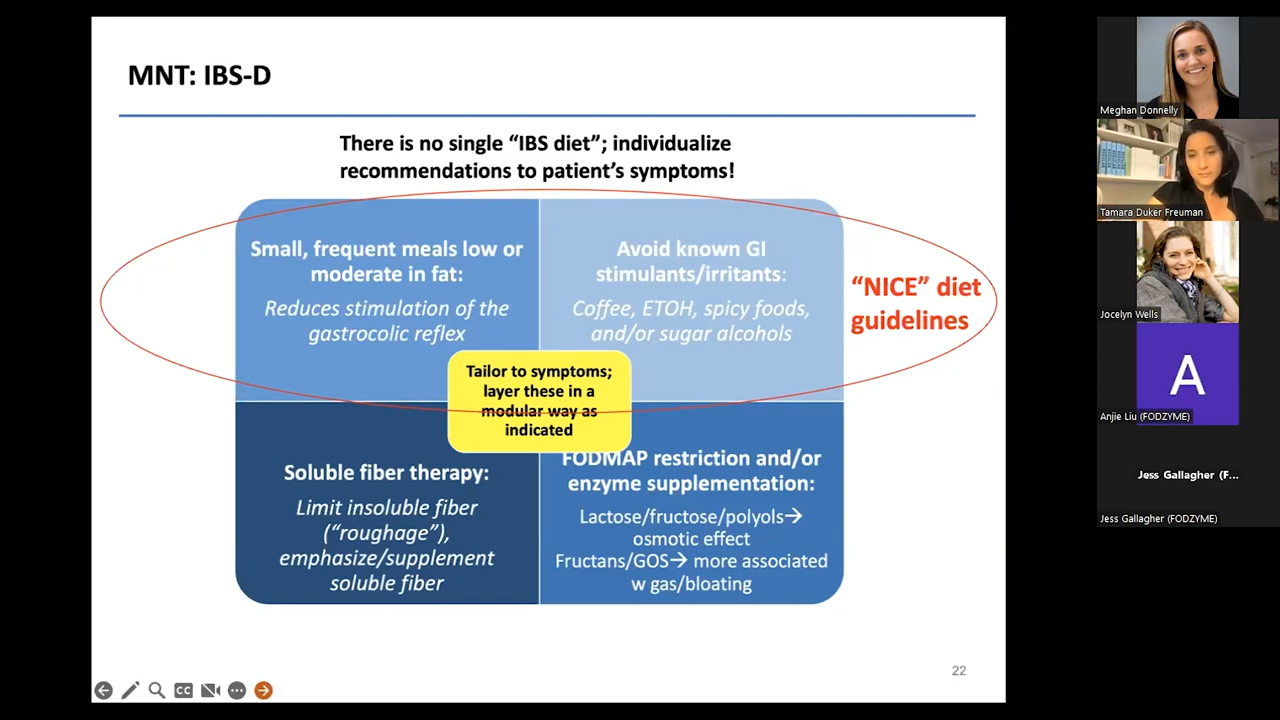 MNT: IBS-D
There is no single “IBS diet”; individualize
recommendations to patient’s symptoms!
Small, frequent meals low or
moderate in fat:
Reduces stimulation of the
gastrocolic reflex
Avoid known GI
stimulants/irritants:
Coffee, ETOH, spicy foods,
and/or sugar alcohols
“NICE” diet
guidelines
Tailor to symptoms;
layer these in a
modular way as
indicated
Soluble fiber therapy:
Limit insoluble fiber
(“roughage”),
emphasize/supplement
soluble fiber
FODMAP restriction and/or
enzyme supplementation:
Lactose/fructose/polyols→
osmotic effect
Fructans/GOS→ more associated
w gas/bloating
22
CC
Meghan Donnelly
Tamara Duker Freuman
Jocelyn Wells
A
Anjie Liu (FODZYME)
Jess Gallagher (F...
Jess Gallagher (FODZYME)